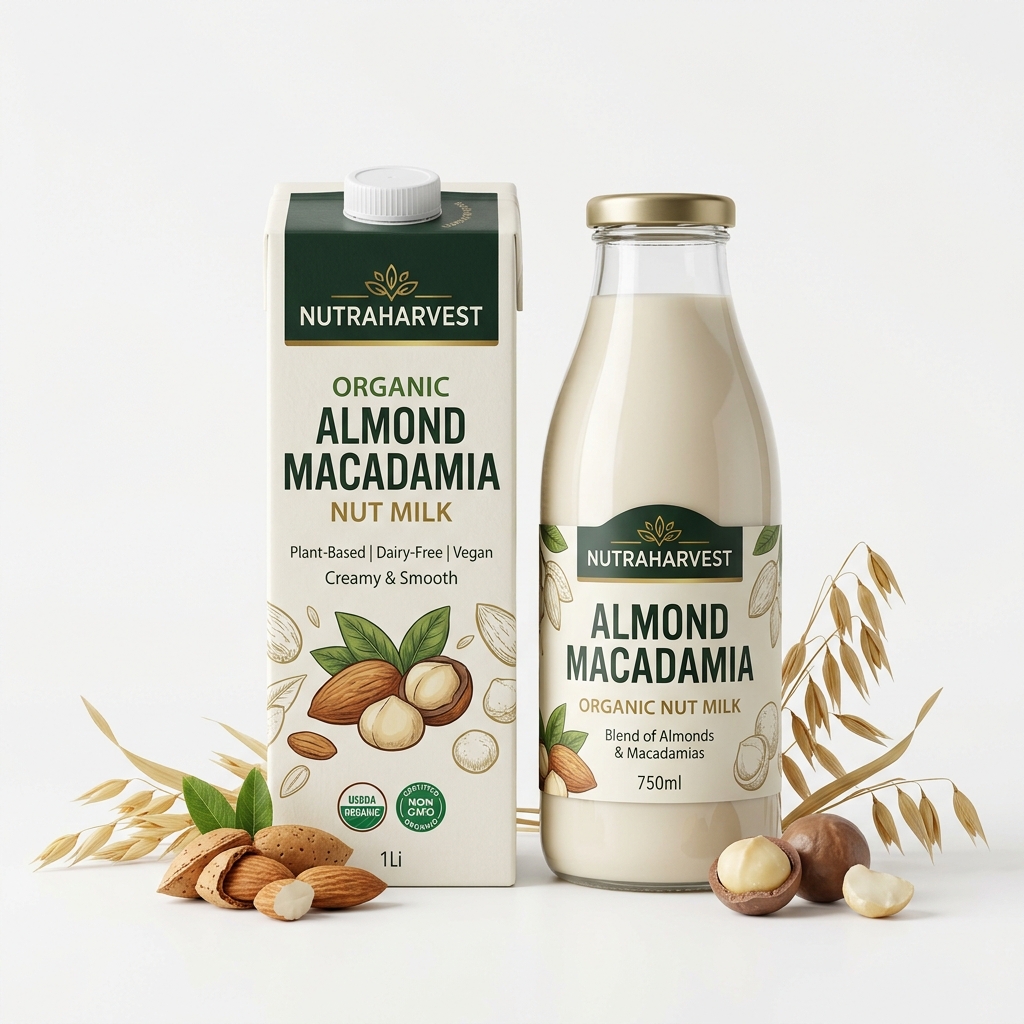 NUTRAHARVEST
ORGANIC
ALMOND
MACADAMIA
NUT MILK
Plant-Based | Dairy-Free | Vegan
Creamy & Smooth
USBDA
ORGANIC
NON
GMO
1Li
NUTRAHARVEST
ALMOND
MACADAMIA
ORGANIC NUT MILK
Blend of Almonds
& Macadamias
750ml